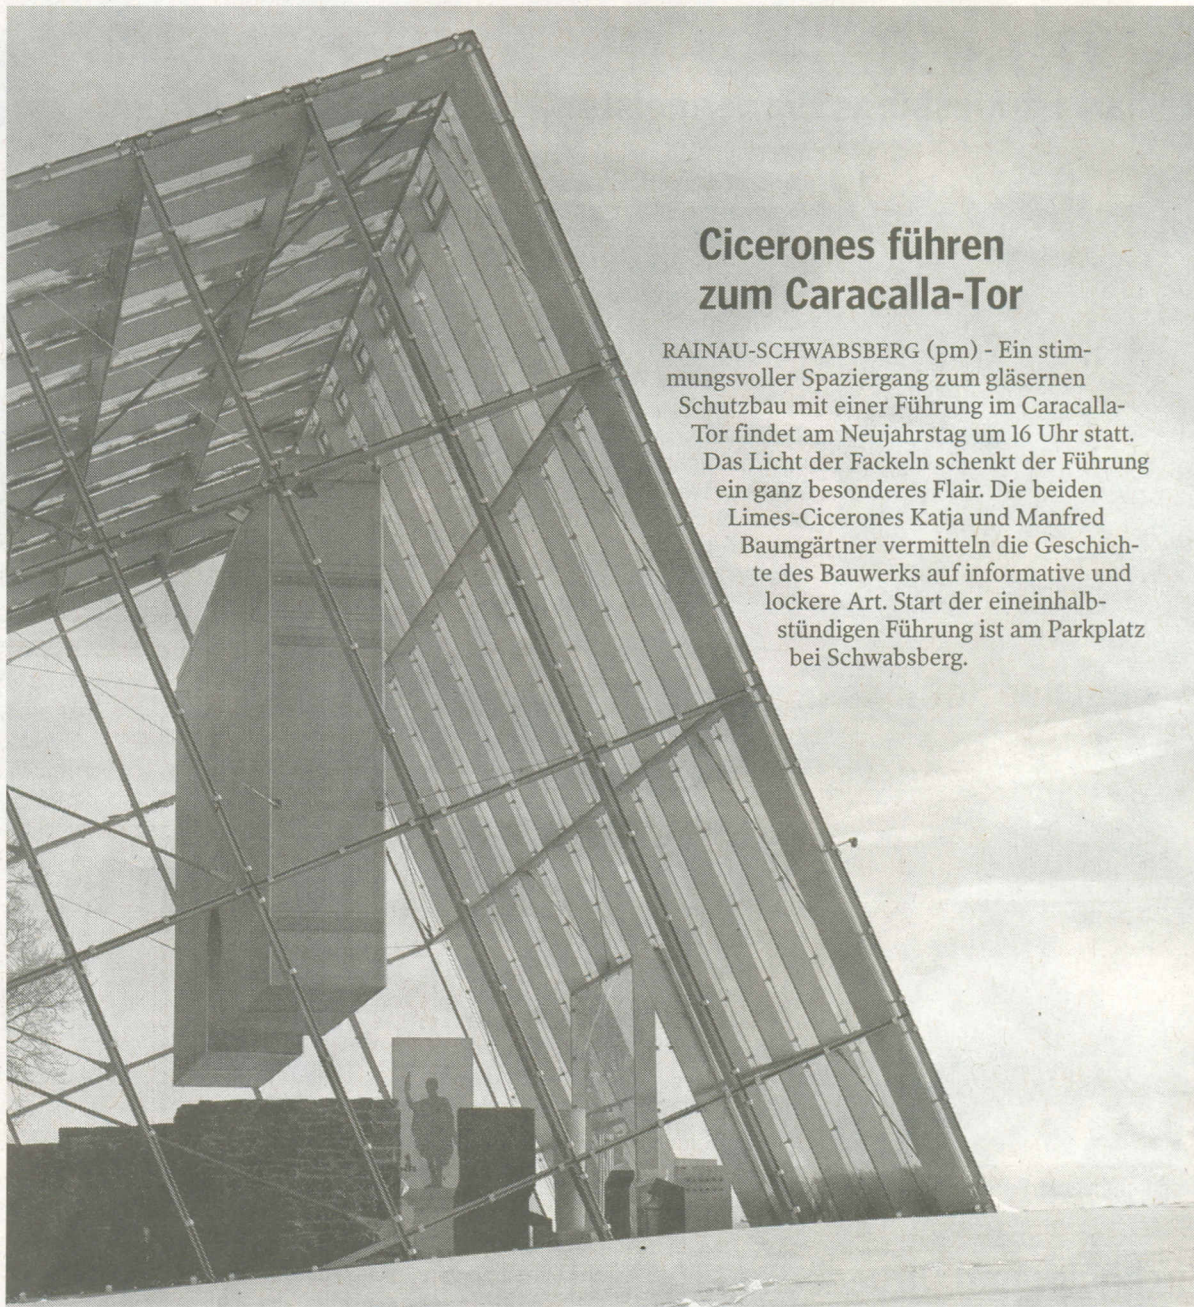 Cicerones führen
zum Caracalla-Tor
RAINAU-SCHWABSBERG (pm) - Ein stim-
mungsvoller Spaziergang zum gläsernen
Schutzbau mit einer Führung im Caracalla-
Tor findet am Neujahrstag um 16 Uhr statt.
Das Licht der Fackeln schenkt der Führung
ein ganz besonderes Flair. Die beiden
Limes-Cicerones Katja und Manfred
Baumgärtner vermitteln die Geschich-
te des Bauwerks auf informative und
lockere Art. Start der eineinhalb-
stündigen Führung ist am Parkplatz
bei Schwabsberg.